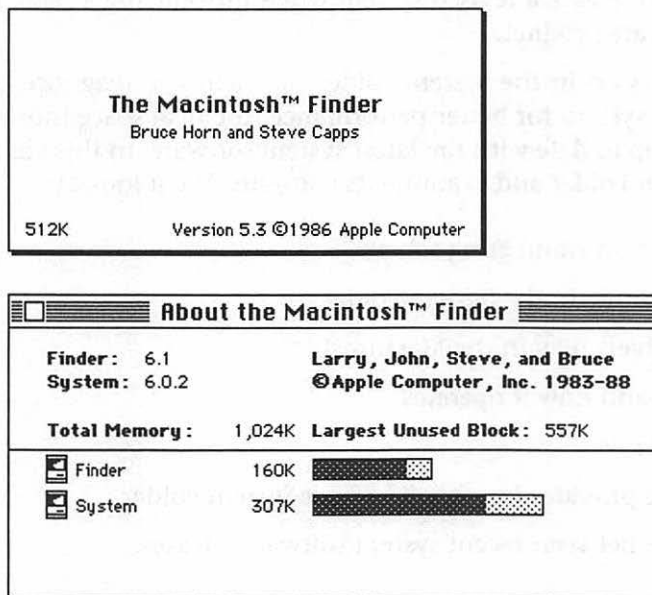 The Macintosh™ Finder
Bruce Horn and Steve Capps
512K Version 5.3 ©1986 Apple Computer
About the Macintosh™ Finder
Finder: 6.1 Larry, John, Steve, and Bruce
System: 6.0.2 ©Apple Computer, Inc. 1983-88
Total Memory: 1,024K Largest Unused Block: 557K
Finder 160K
System 307K